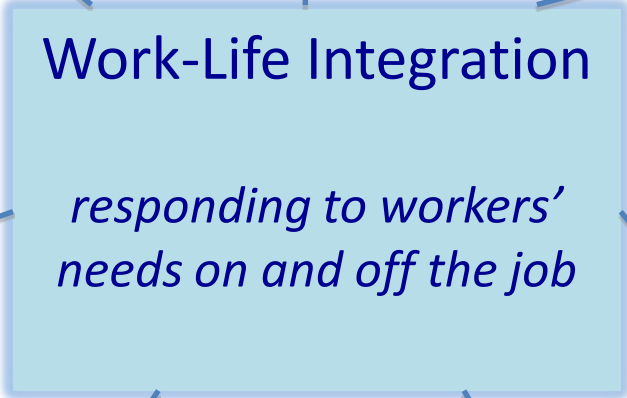 Work-Life Integration
responding to workers’
needs on and off the job